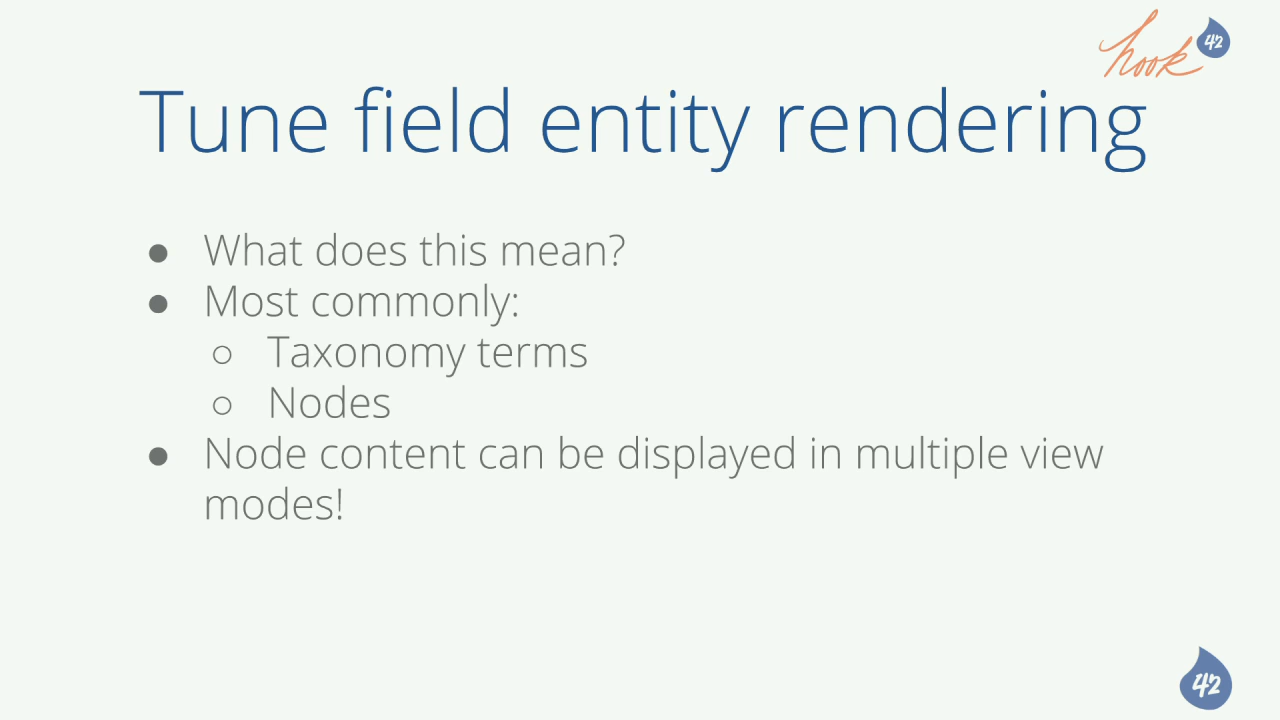 hook 42
Tune field entity rendering
● What does this mean?
● Most commonly:
○ Taxonomy terms
○ Nodes
● Node content can be displayed in multiple view
modes!
42